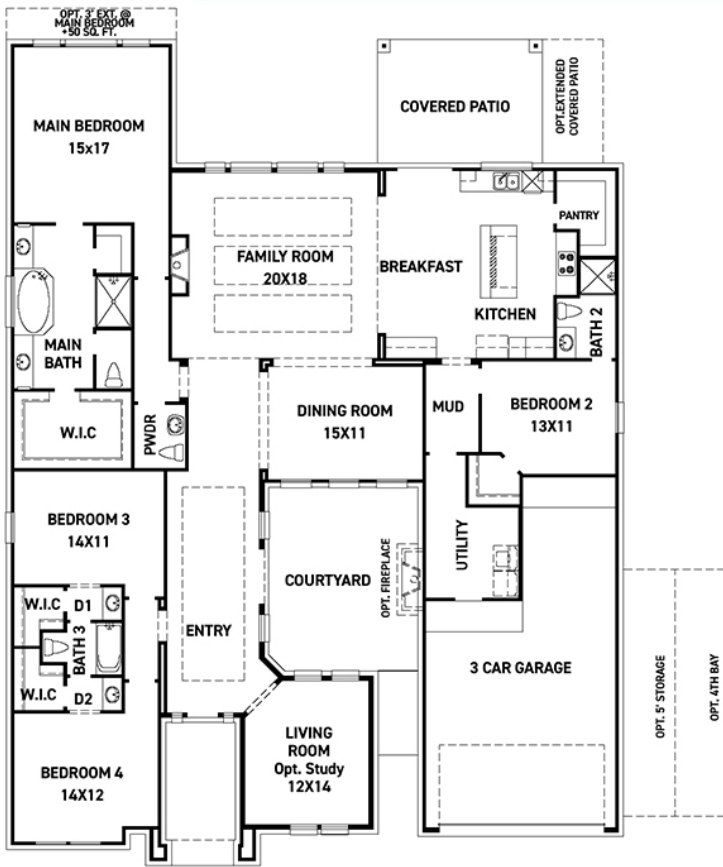 OPT. 3' EXT. @
MAIN BEDROOM
+50 SQ. FT.
MAIN BEDROOM
15x17
COVERED PATIO
OPT.EXTENDED
COVERED PATIO
FAMILY ROOM
20X18
BREAKFAST
KITCHEN
PANTRY
BATH 2
MAIN
BATH
W.I.C
PWDR
DINING ROOM
15X11
MUD
BEDROOM 2
13X11
BEDROOM 3
14X11
COURTYARD
OPT. FIREPLACE
UTILITY
W.I.C
D1
BATH 3
W.I.C
D2
ENTRY
3 CAR GARAGE
OPT. 5' STORAGE
OPT. 4TH BAY
BEDROOM 4
14X12
LIVING
ROOM
Opt. Study
12X14